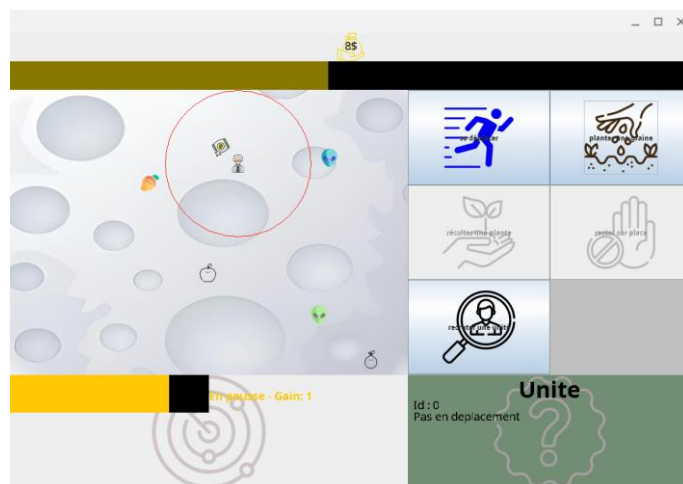 8$
se déplacer
planter une graine
récolter une plante
rester sur place
recruter une unité
En pousse - Gain: 1
Unite
Id : 0
Pas en deplacement